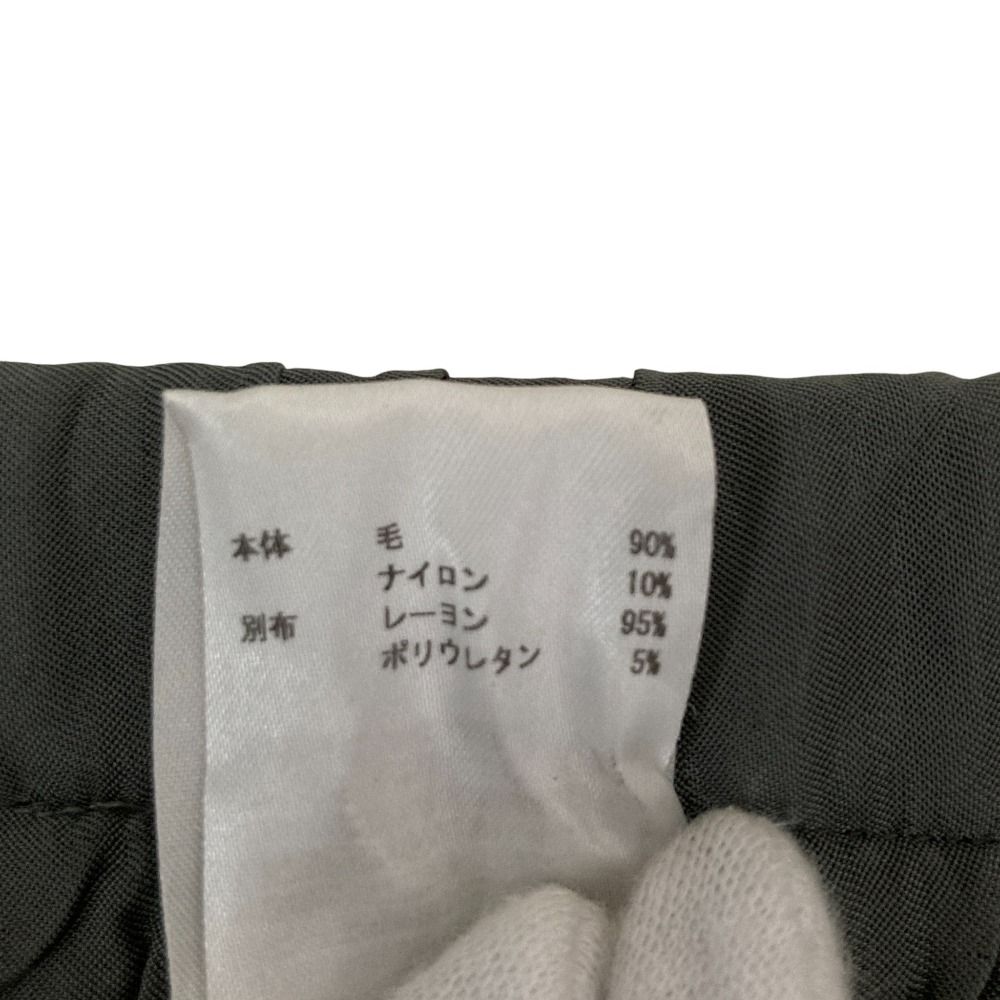 本体 毛 90%
ナイロン 10%
別布 レーヨン 95%
ポリウレタン 5%